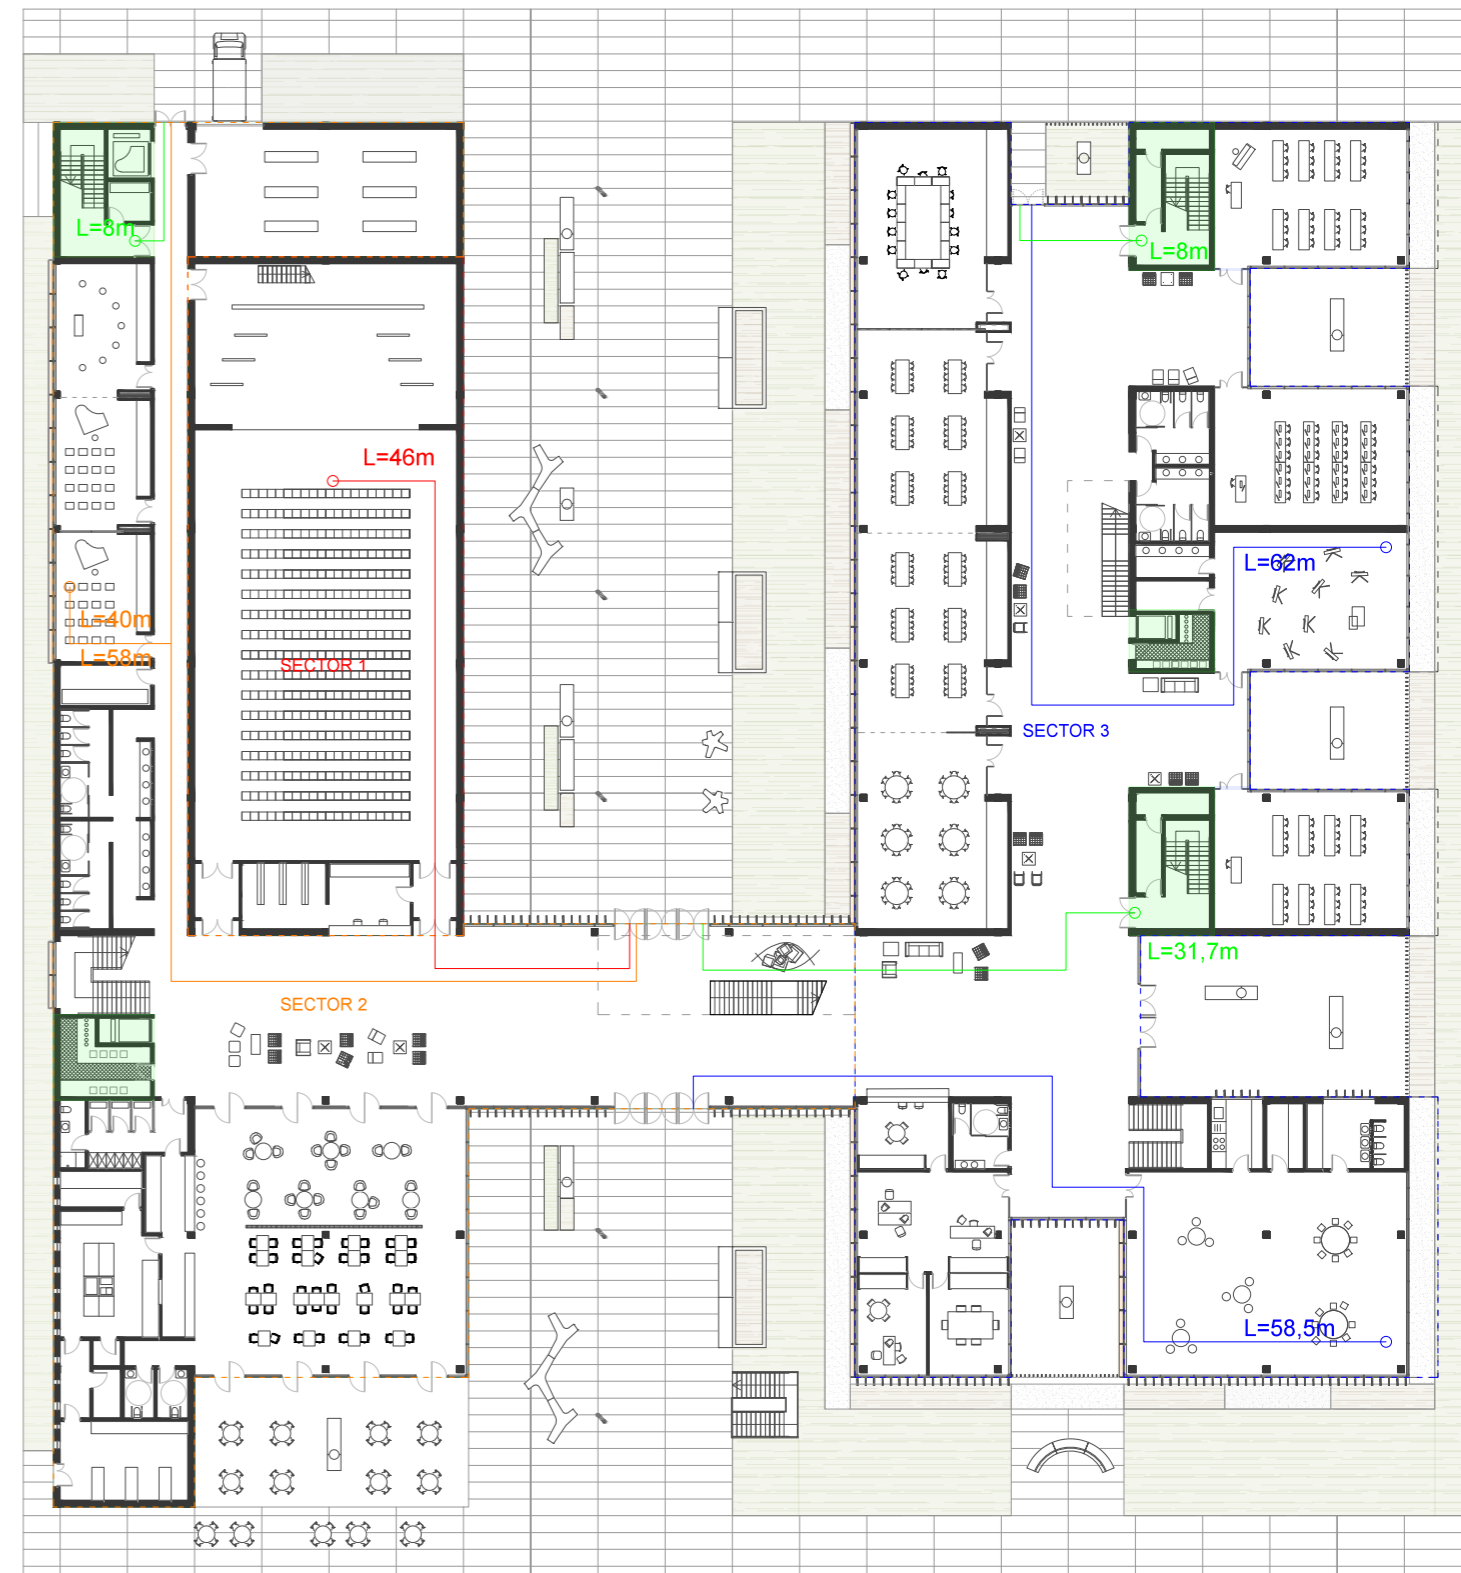 L=8m
L=8m
L=46m
L=62m
L=40m
L=58m
SECTOR 1
SECTOR 3
L=31,7m
SECTOR 2
L=58,5m